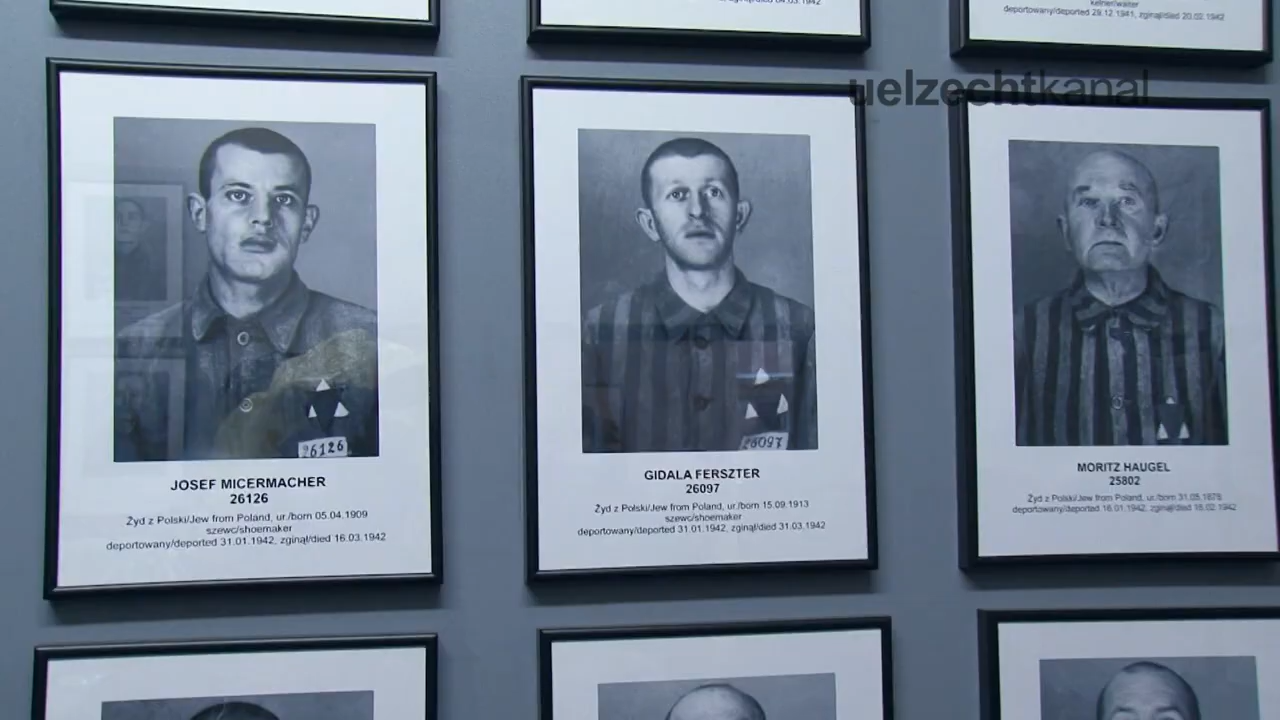 kelner/waiter
deportowany/deported 29.12.1941, zginął/died 20.02.1942
uelzechtkanal
26126
JOSEF MICERMACHER
26126
Żyd z Polski/Jew from Poland, ur./born 05.04.1909
szewc/shoemaker
deportowany/deported 31.01.1942, zginął/died 16.03.1942
26097
GIDALA FERSZTER
26097
Żyd z Polski/Jew from Poland, ur./born 15.09.1913
szewc/shoemaker
deportowany/deported 31.01.1942, zginął/died 31.03.1942
MORITZ HAUGEL
25802
Żyd z Polski/Jew from Poland, ur./born 31.05.1878
deportowany/deported 16.01.1942, zginął/died 18.02.1942